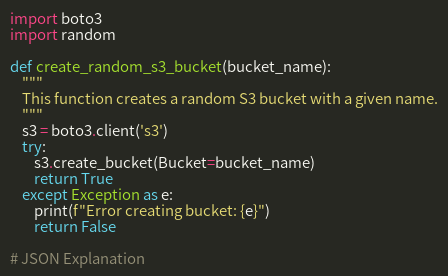 import boto3
import random

def create_random_s3_bucket(bucket_name):
    """
    This function creates a random S3 bucket with a given name.
    """
    s3 = boto3.client('s3')
    try:
        s3.create_bucket(Bucket=bucket_name)
        return True
    except Exception as e:
        print(f"Error creating bucket: {e}")
        return False

# JSON Explanation